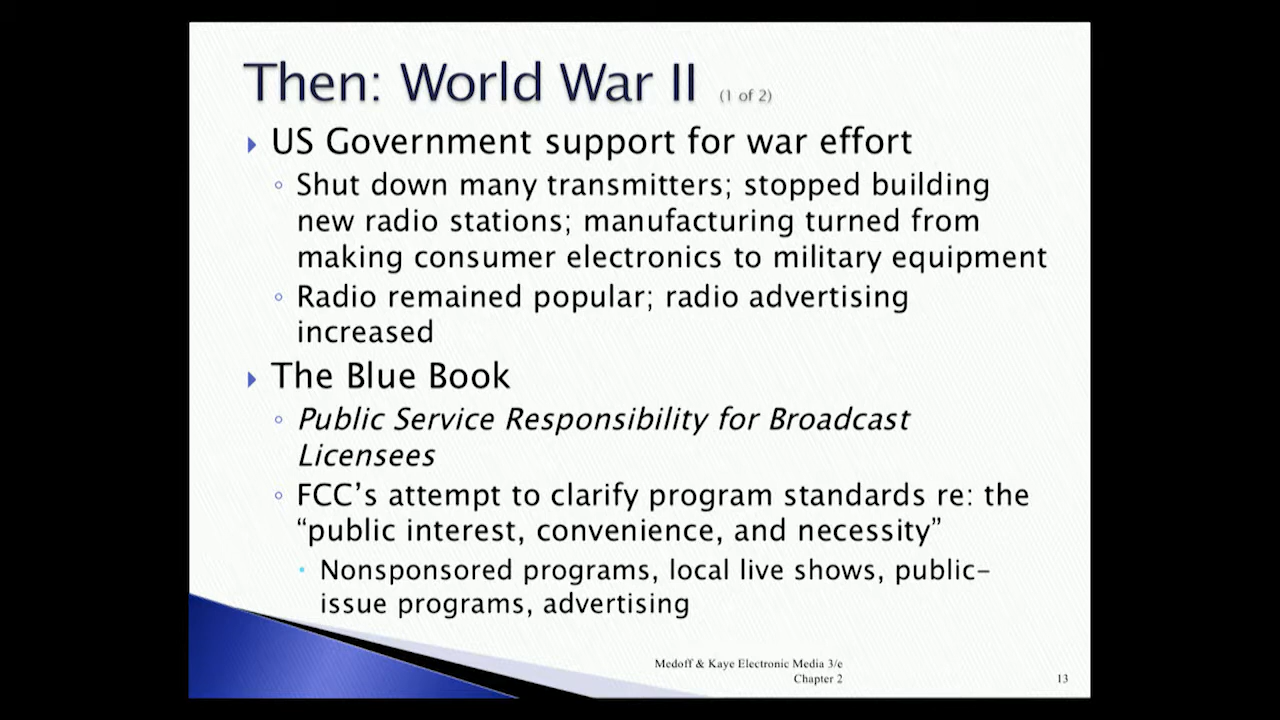 Then: World War II (1 of 2)
US Government support for war effort
Shut down many transmitters; stopped building
new radio stations; manufacturing turned from
making consumer electronics to military equipment
Radio remained popular; radio advertising
increased
The Blue Book
Public Service Responsibility for Broadcast
Licensees
FCC’s attempt to clarify program standards re: the
“public interest, convenience, and necessity”
Nonsponsored programs, local live shows, public-
issue programs, advertising
Medoff & Kaye Electronic Media 3/e
Chapter 2
13